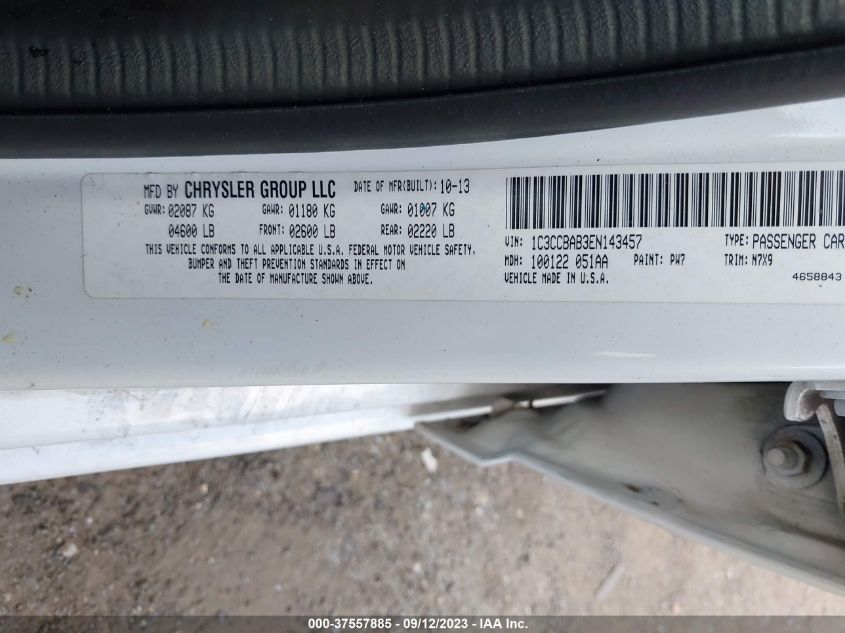 MFD BY CHRYSLER GROUP LLC DATE OF MFR(BUILT): 10-13
GVWR: 02087 KG GAWR: 01180 KG GAWR: 01007 KG
04600 LB FRONT: 02600 LB REAR: 02220 LB
THIS VEHICLE CONFORMS TO ALL APPLICABLE U.S.A. FEDERAL MOTOR VEHICLE SAFETY,
BUMPER AND THEFT PREVENTION STANDARDS IN EFFECT ON
THE DATE OF MANUFACTURE SHOWN ABOVE.
VIN: 1C3CCBAB3EN143457 TYPE: PASSENGER CAR
MDH: 100122 051AA PAINT: PW7 TRIM: N7X9
VEHICLE MADE IN U.S.A. 4658843
000-37557885 - 09/12/2023 - IAA Inc.